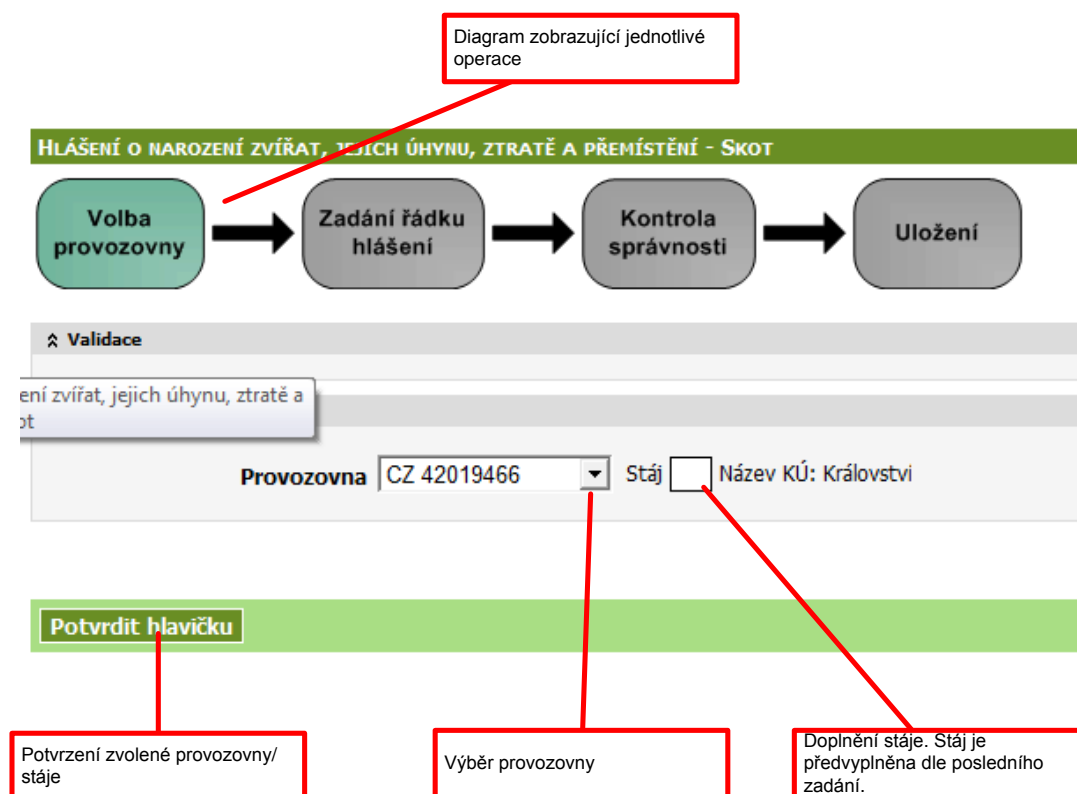 Diagram zobrazující jednotlivé
operace
Hlášení o narození zvířat, jejich úhynu, ztratě a přemístění - Skot
Volba
provozovny
Zadání řádku
hlášení
Kontrola
správnosti
Uložení
Validace
ení zvířat, jejich úhynu, ztratě a
ot
Provozovna CZ 42019466 Stáj Název KÚ: Královstvi
Potvrdit hlavičku
Potvrzení zvolené provozovny/
stáje
Výběr provozovny
Doplnění stáje. Stáj je
předvyplněna dle posledního
zadání.